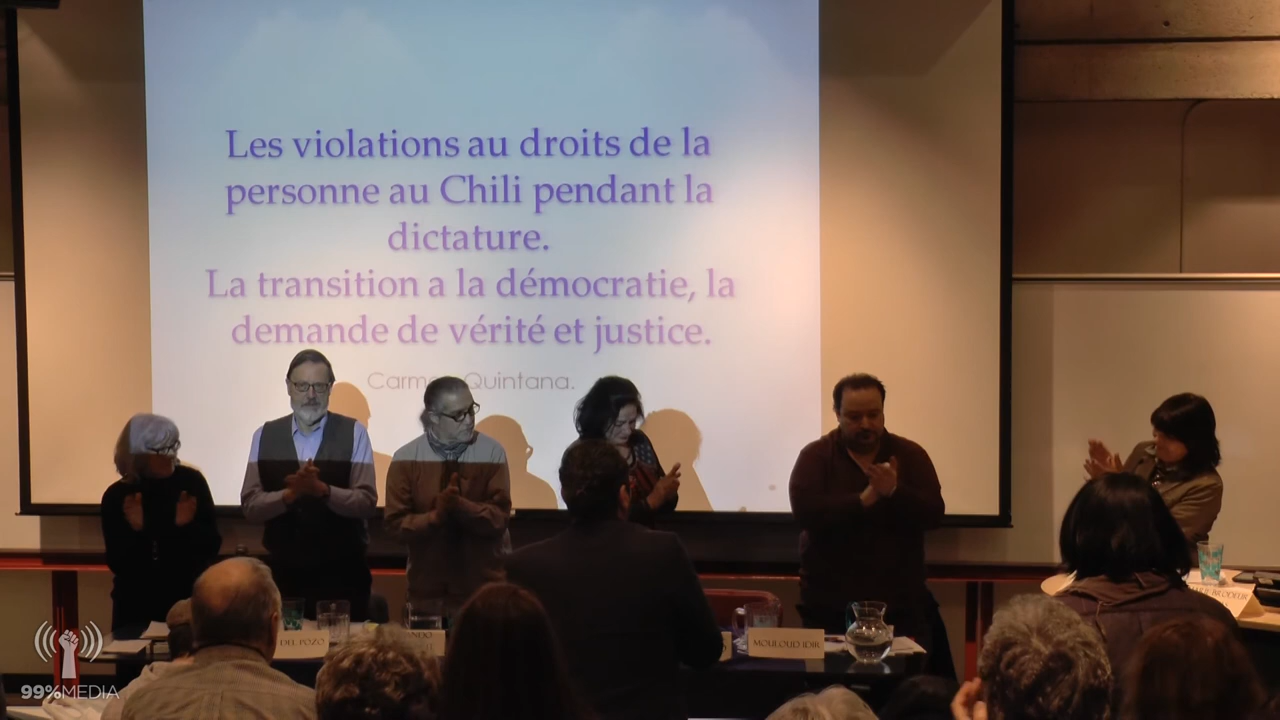 Les violations au droits de la
personne au Chili pendant la
dictature.
La transition a la démocratie, la
demande de vérité et justice.
Quintana.
DEL POZO
MOULOUD IDIR
BRODEUR
99%MEDIA